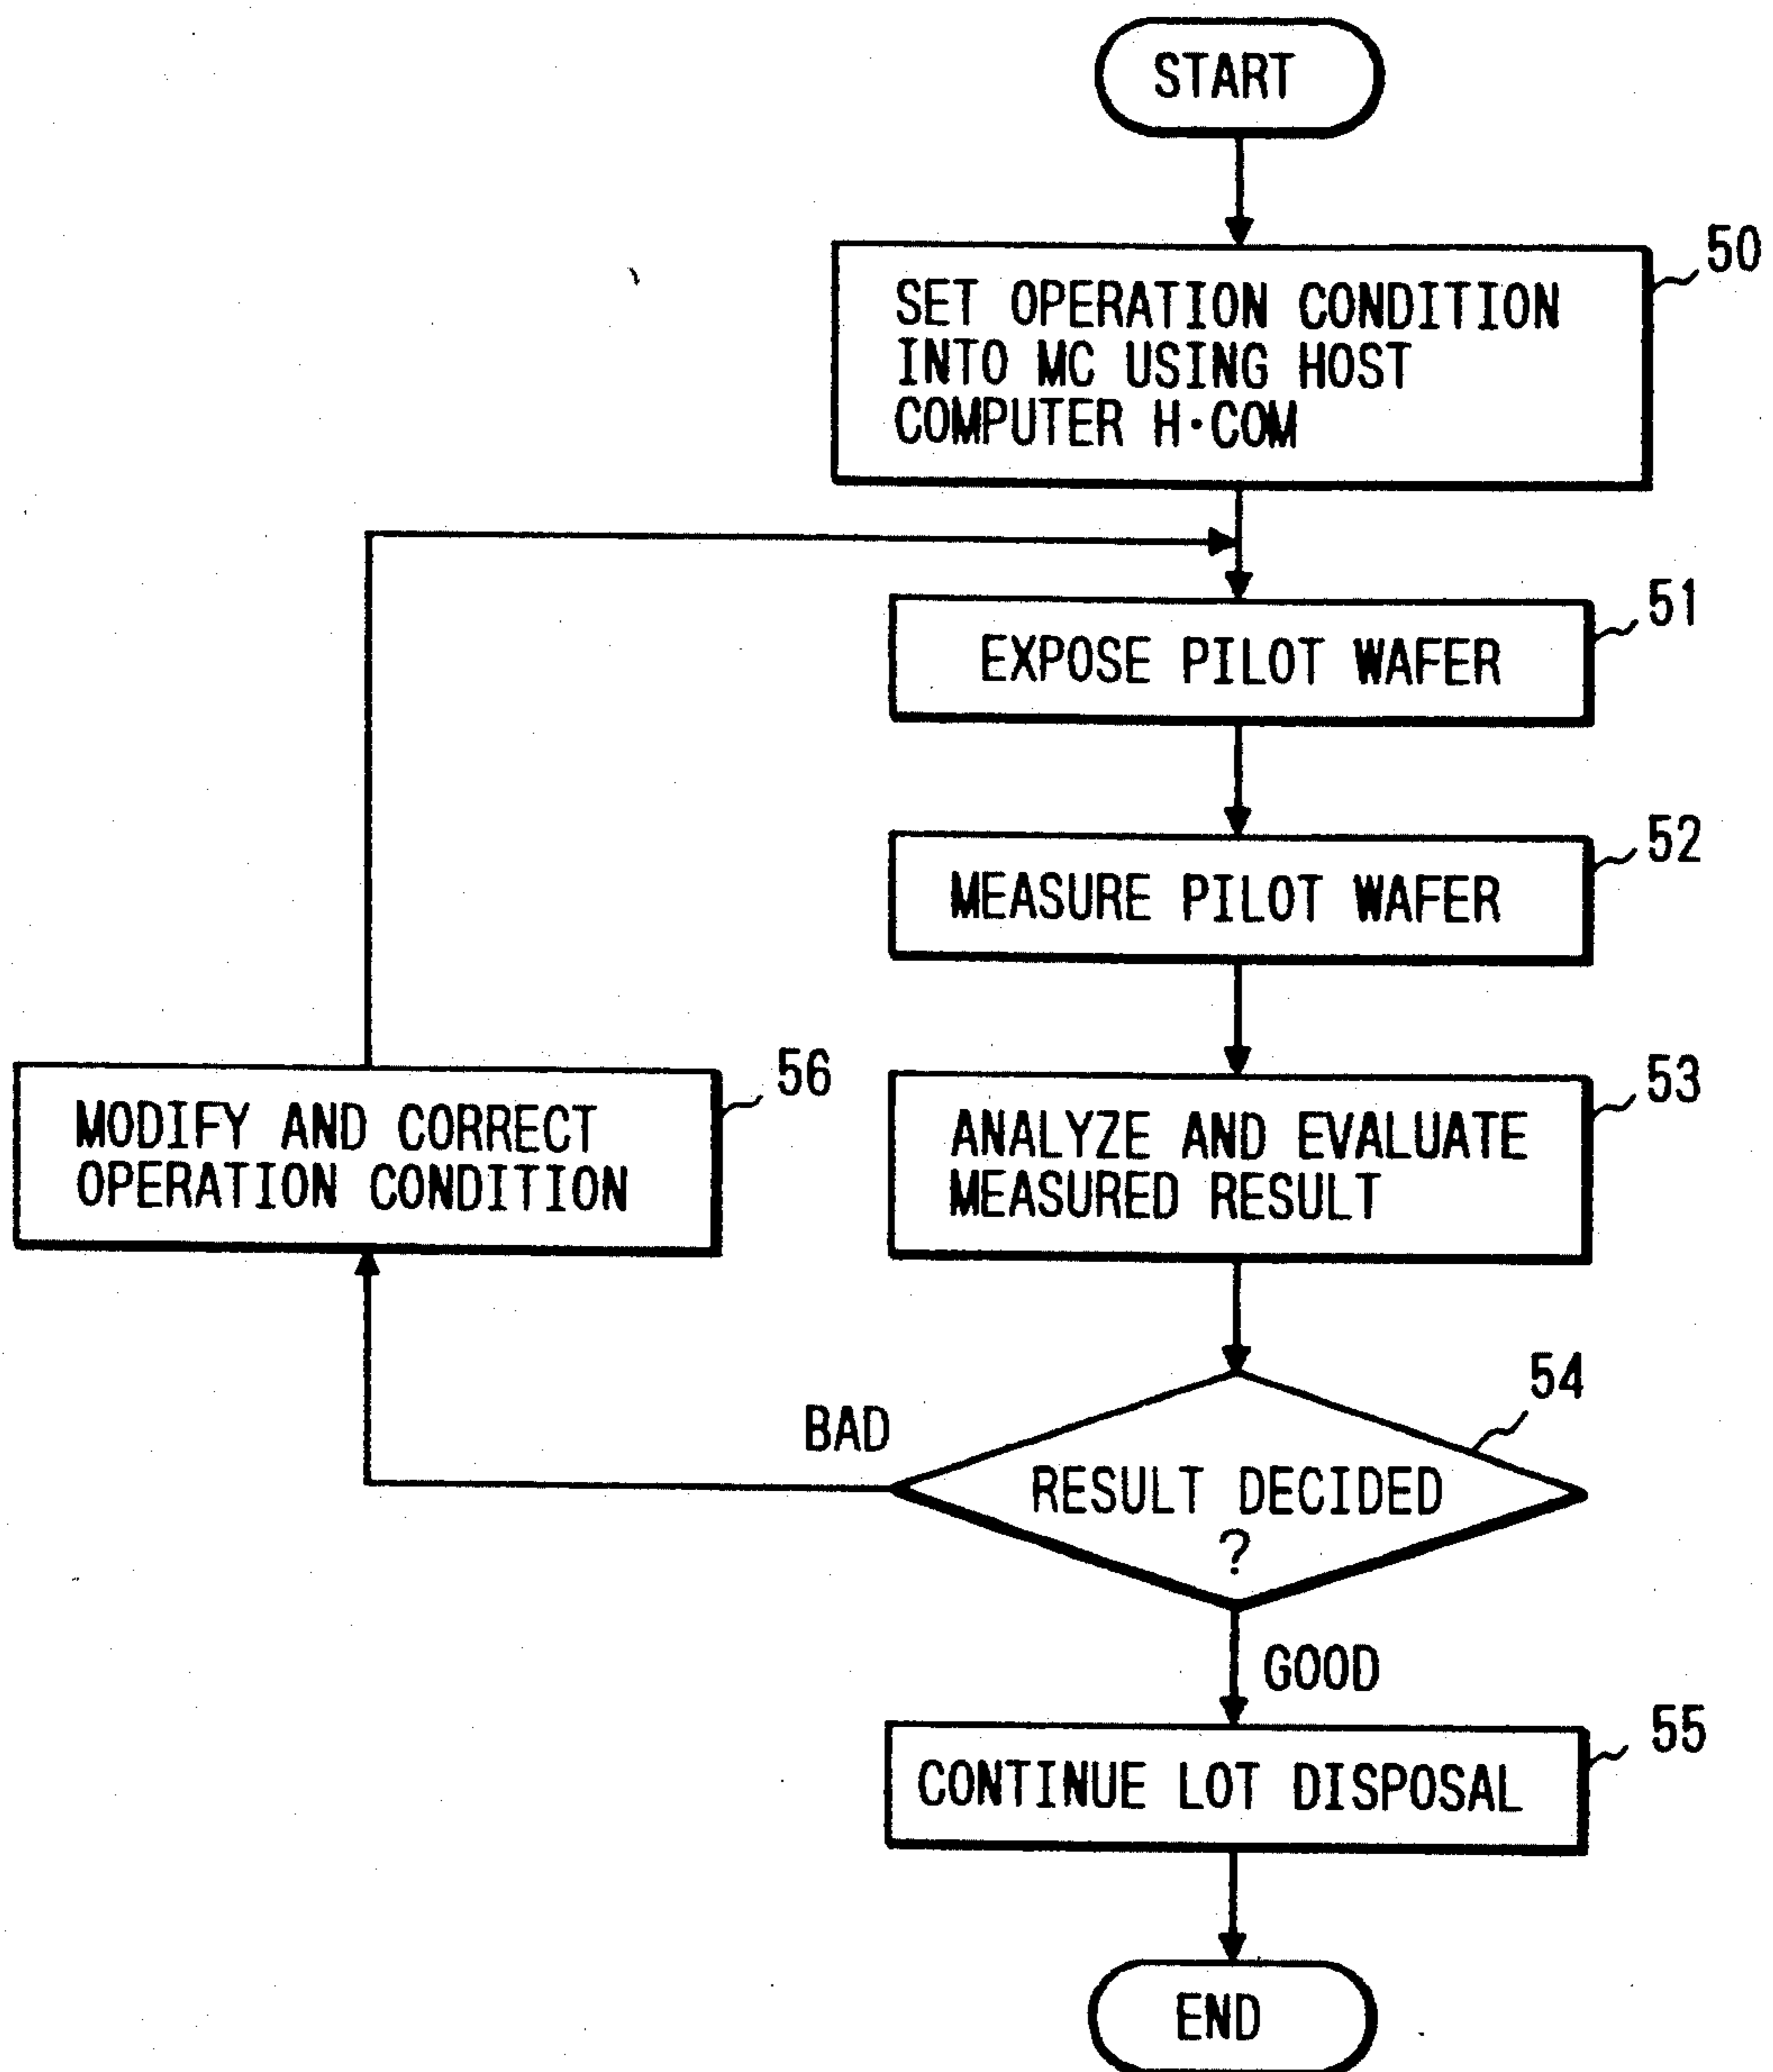 START
50
SET OPERATION CONDITION
INTO MC USING HOST
COMPUTER H·COM
51
EXPOSE PILOT WAFER
52
MEASURE PILOT WAFER
53
ANALYZE AND EVALUATE
MEASURED RESULT
56
MODIFY AND CORRECT
OPERATION CONDITION
54
BAD
RESULT DECIDED
?
GOOD
55
CONTINUE LOT DISPOSAL
END